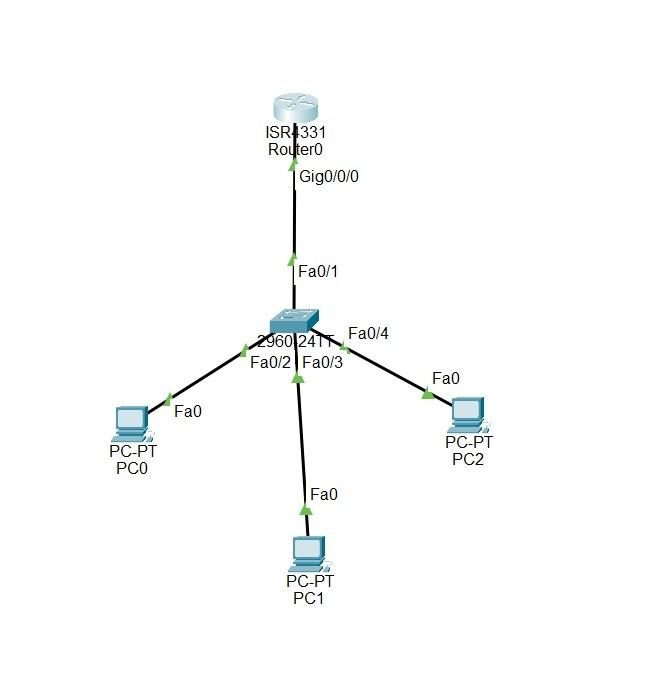 ISR4331
Router0
Gig0/0/0
Fa0/1
2960-24TT
Fa0/4
Fa0/2
Fa0/3
Fa0
PC-PT
PC0
Fa0
PC-PT
PC2
Fa0
PC-PT
PC1